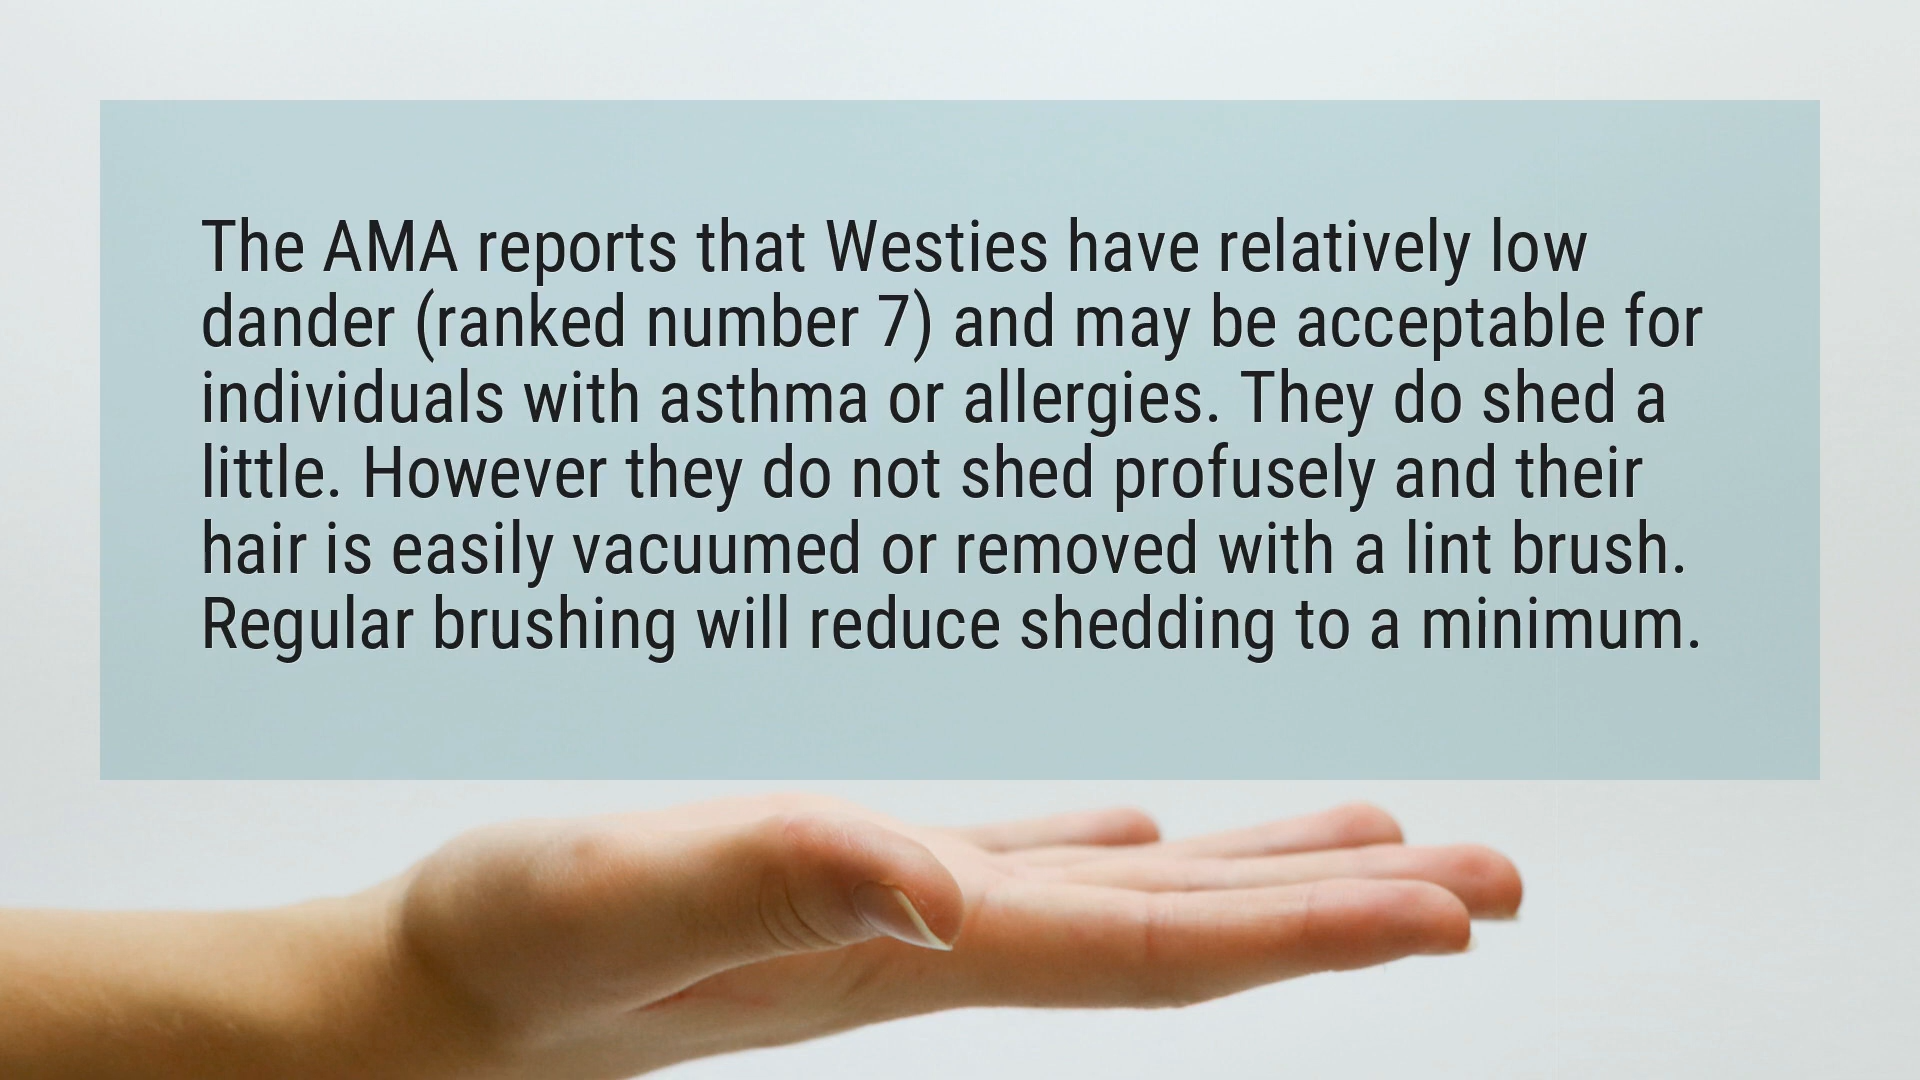 The AMA reports that Westies have relatively low
dander (ranked number 7) and may be acceptable for
individuals with asthma or allergies. They do shed a
little. However they do not shed profusely and their
hair is easily vacuumed or removed with a lint brush.
Regular brushing will reduce shedding to a minimum.